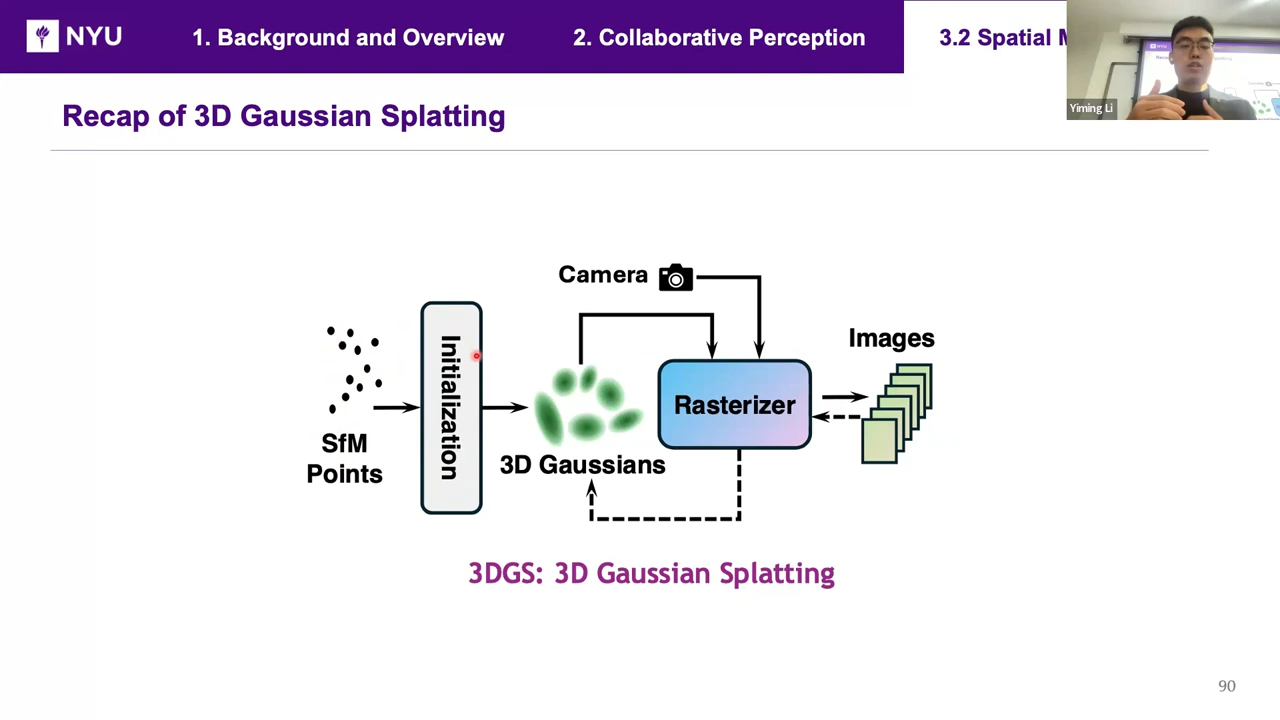 NYU
1. Background and Overview
2. Collaborative Perception
3.2 Spatial
Yiming Li
Recap of 3D Gaussian Splatting
Camera
Images
Initialization
Rasterizer
SfM
Points
3D Gaussians
3DGS: 3D Gaussian Splatting
90